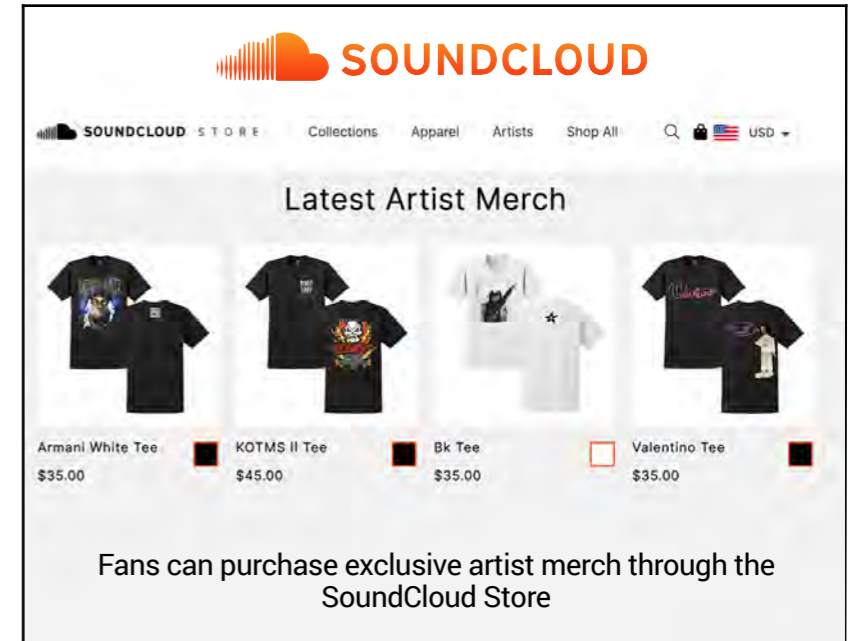 SOUNDCLOUD
SOUNDCLOUD STORE Collections Apparel Artists Shop All USD
Latest Artist Merch
Valentino
Armani White Tee KOTMS II Tee Bk Tee Valentino Tee
$35.00 $45.00 $35.00 $35.00
Fans can purchase exclusive artist merch through the
SoundCloud Store